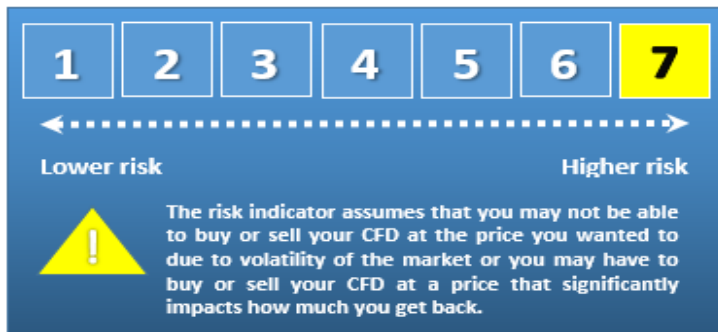 1 2 3 4 5 6 7
Lower risk Higher risk
!
The risk indicator assumes that you may not be able
to buy or sell your CFD at the price you wanted to
due to volatility of the market or you may have to
buy or sell your CFD at a price that significantly
impacts how much you get back.